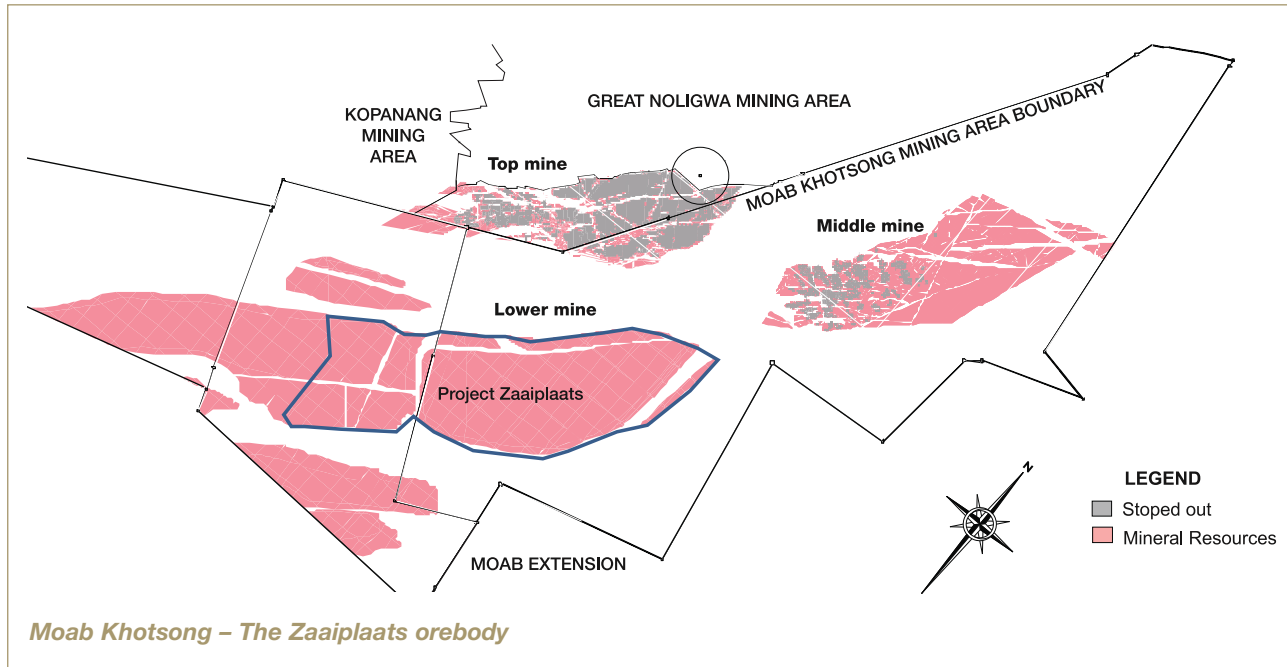 KOPANANG
MINING
AREA
GREAT NOLIGWA MINING AREA
Top mine
MOAB KHOTSONG MINING AREA BOUNDARY
Middle mine
Lower mine
Project Zaaiplaats
MOAB EXTENSION
N
LEGEND
Stoped out
Mineral Resources
Moab Khotsong – The Zaaiplaats orebody